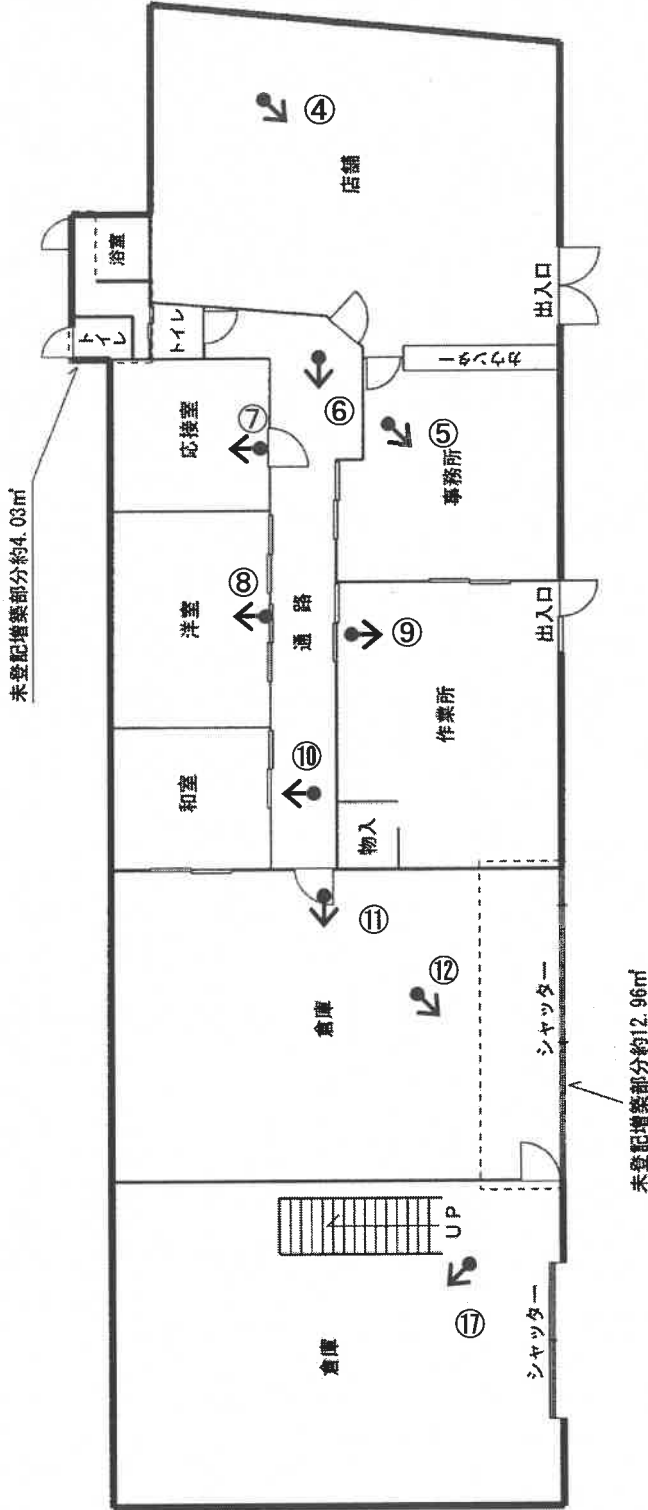 未登記増築部分約4.03㎡
浴室
トイレ
トイレ
④
店舗
応接室
⑦
⑥
カウンター
出入口
⑤
事務所
洋室
⑧
通路
⑨
出入口
作業所
和室
⑩
物入
⑪
⑫
倉庫
シャッター
未登記増築部分約12.96㎡
UP
⑰
倉庫
シャッター